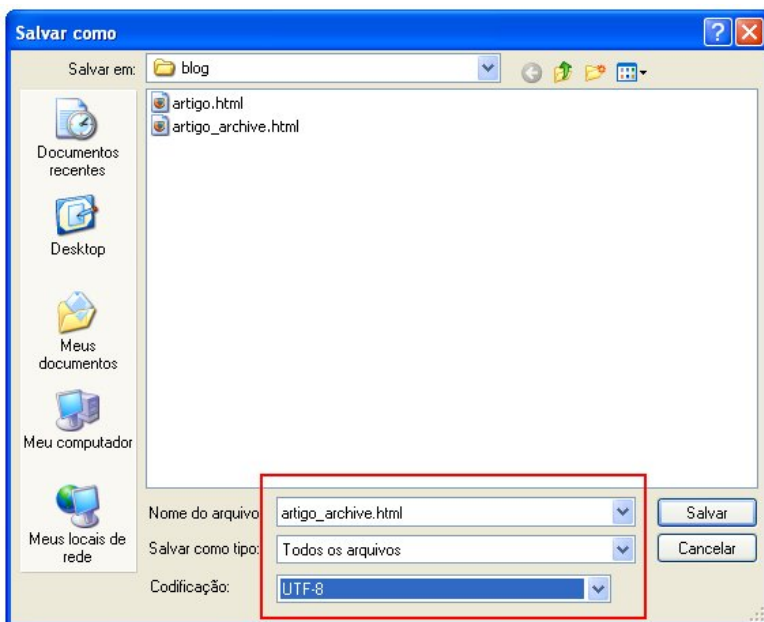 Salvar como
Salvar em:
blog
artigo.html
artigo_archive.html
Documentos
recentes
Desktop
Meus
documentos
Meu computador
Meus locais de
rede
Nome do arquivo
artigo_archive.html
Salvar
Salvar como tipo:
Todos os arquivos
Cancelar
Codificação:
UTF-8